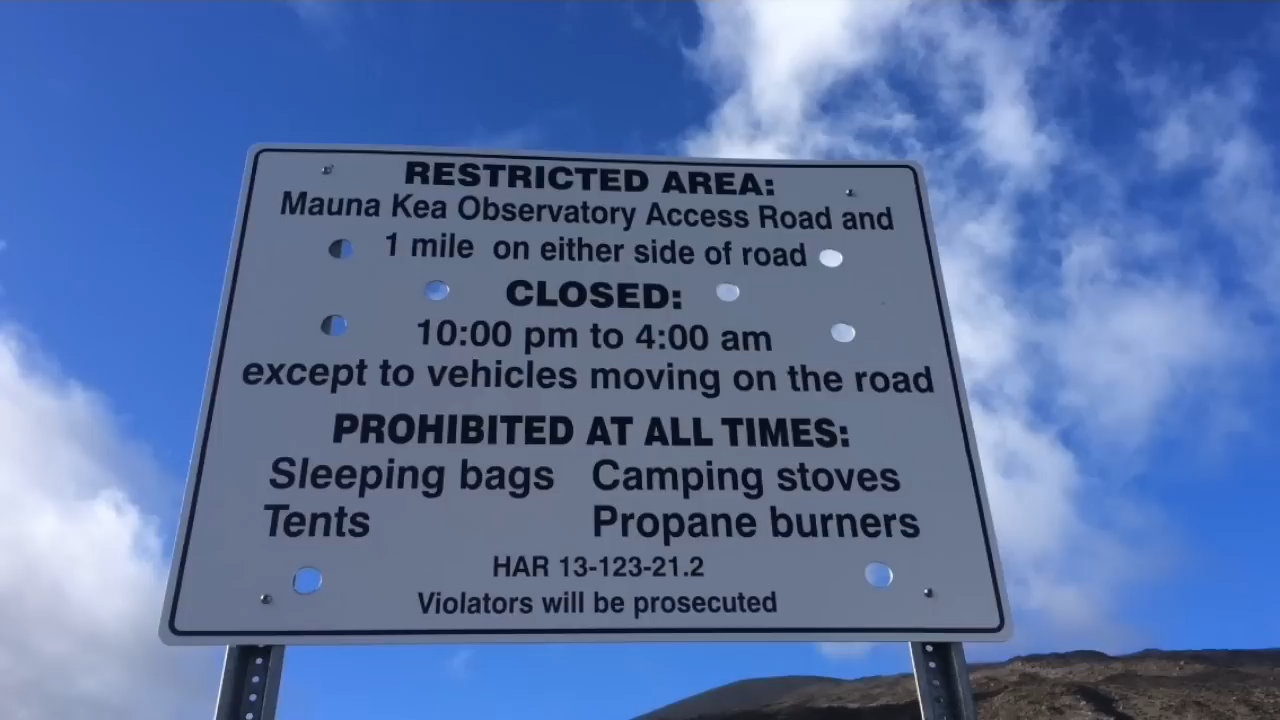 RESTRICTED AREA:
Mauna Kea Observatory Access Road and
1 mile on either side of road
CLOSED:
10:00 pm to 4:00 am
except to vehicles moving on the road
PROHIBITED AT ALL TIMES:
Sleeping bags Camping stoves
Tents Propane burners
HAR 13-123-21.2
Violators will be prosecuted